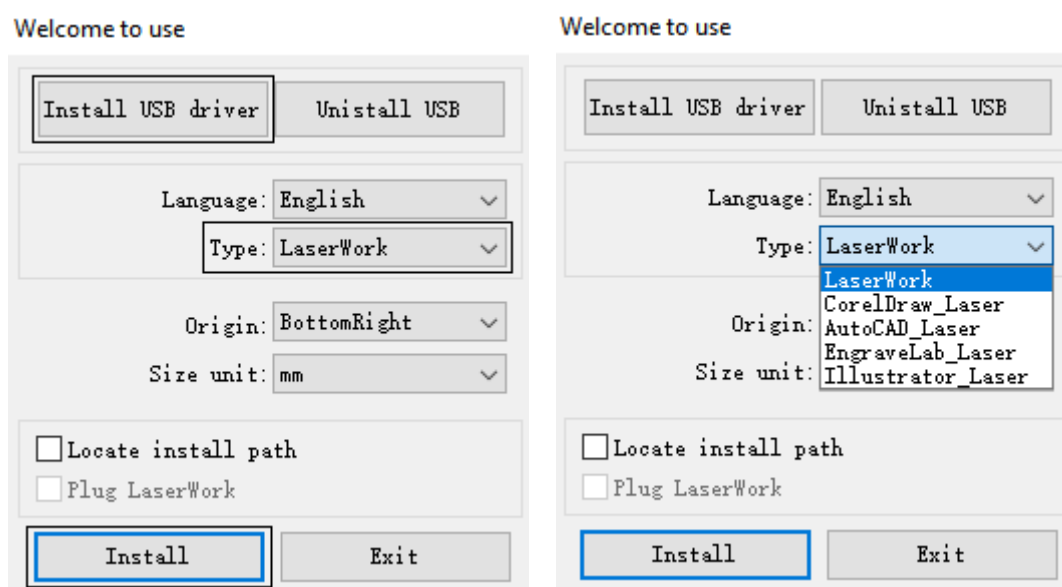 Welcome to use
Install USB driver
Unistall USB
Language: English
Type: LaserWork
Origin: BottomRight
Size unit: mm
Locate install path
Plug LaserWork
Install
Exit
Welcome to use
Install USB driver
Unistall USB
Language: English
Type: LaserWork
LaserWork
CorelDraw_Laser
Origin:
AutoCAD_Laser
EngraveLab_Laser
Size unit:
Illustrator_Laser
Locate install path
Plug LaserWork
Install
Exit